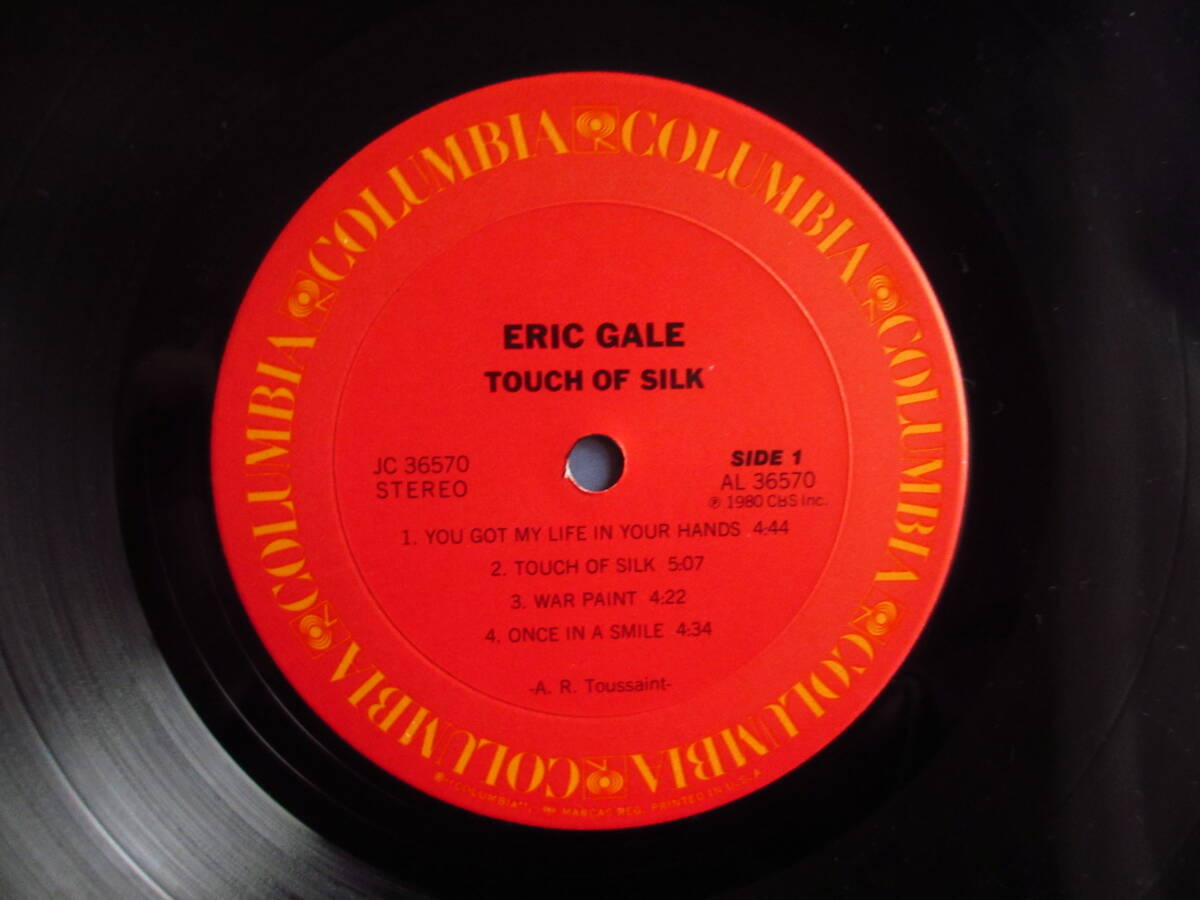 COLUMBIA COLUMBIA COLUMBIA COLUMBIA COLUMBIA COLUMBIA
ERIC GALE
TOUCH OF SILK
JC 36570
STEREO
SIDE 1
AL 36570
℗ 1980 CBS Inc.
1. YOU GOT MY LIFE IN YOUR HANDS 4:44
2. TOUCH OF SILK 5:07
3. WAR PAINT 4:22
4. ONCE IN A SMILE 4:34
-A. R. Toussaint-
"COLUMBIA", MARCAS REG. PRINTED IN U.S.A.